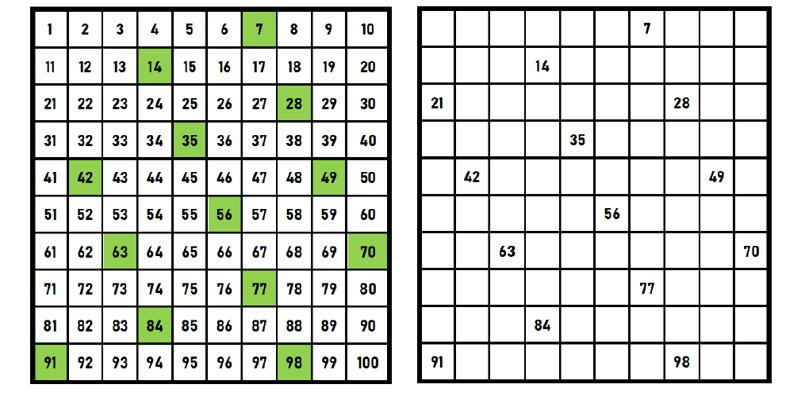 1 2 3 4 5 6 7 8 9 10
11 12 13 14 15 16 17 18 19 20
21 22 23 24 25 26 27 28 29 30
31 32 33 34 35 36 37 38 39 40
41 42 43 44 45 46 47 48 49 50
51 52 53 54 55 56 57 58 59 60
61 62 63 64 65 66 67 68 69 70
71 72 73 74 75 76 77 78 79 80
81 82 83 84 85 86 87 88 89 90
91 92 93 94 95 96 97 98 99 100
7
14
21 28
35
42 49
56
63 70
77
84
91 98